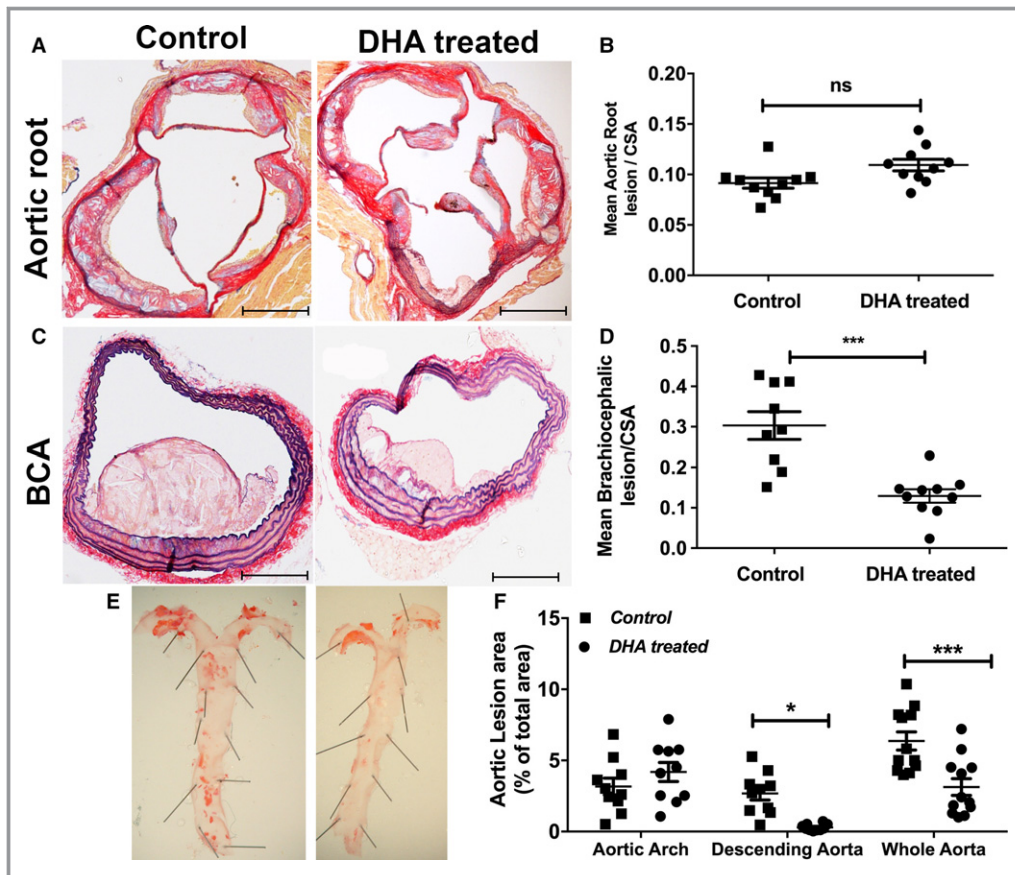 Control
DHA treated
A
Aortic root
B
Mean Aortic Root
lesion / CSA
0.20
0.15
0.10
0.05
0.00
ns
Control
DHA treated
C
BCA
D
Mean Brachiocephalic
lesion/CSA
0.5
0.4
0.3
0.2
0.1
0.0
***
Control
DHA treated
E
F
Aortic Lesion area
(% of total area)
15
10
5
0
Control
DHA treated
*
***
Aortic Arch
Descending Aorta
Whole Aorta